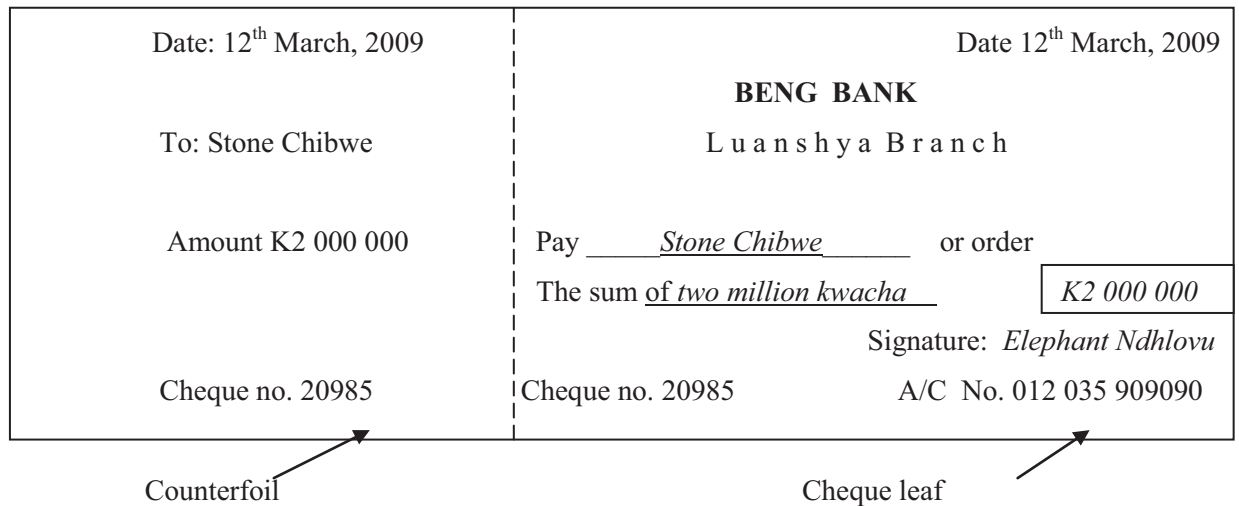 Date: 12th March, 2009
To: Stone Chibwe
Amount K2 000 000
Cheque no. 20985
Date 12th March, 2009
BENG BANK
Luanshya Branch
Pay _____Stone Chibwe______ or order
The sum of two million kwacha K2 000 000
Signature: Elephant Ndhlovu
Cheque no. 20985 A/C No. 012 035 909090
Counterfoil
Cheque leaf